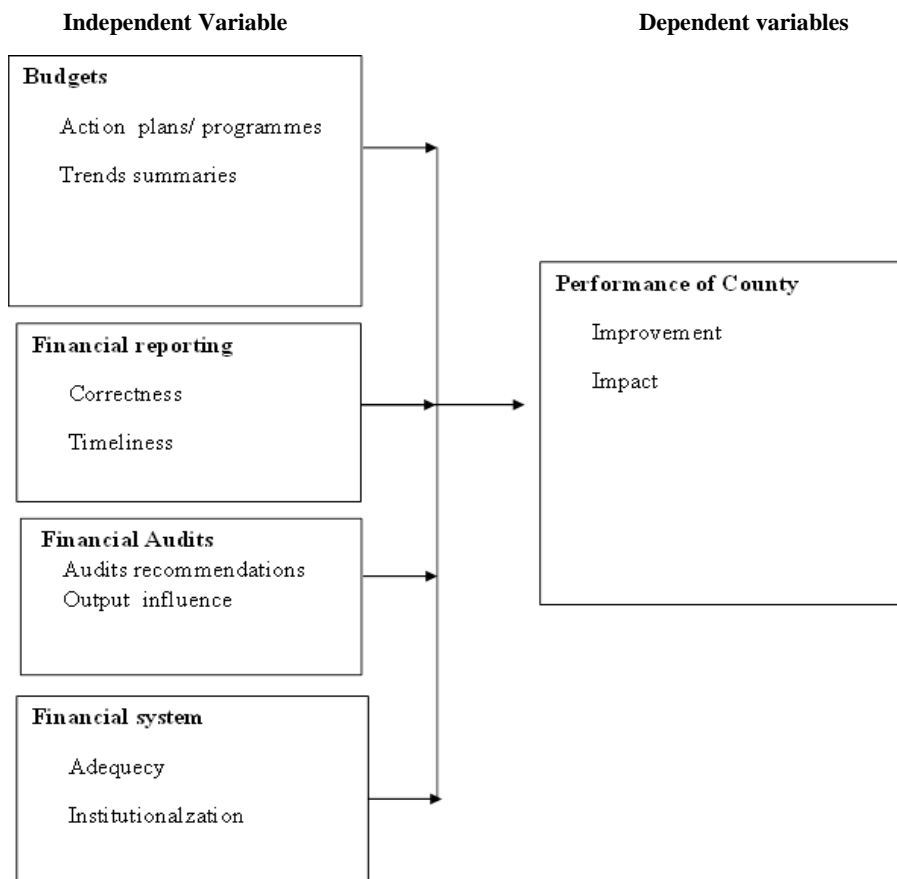 Independent Variable
Dependent variables
Budgets
Action plans/ programmes
Trends summaries
Financial reporting
Correctness
Timeliness
Financial Audits
Audits recommendations
Output influence
Financial system
Adequecy
Institutionalzation
Performance of County
Improvement
Impact